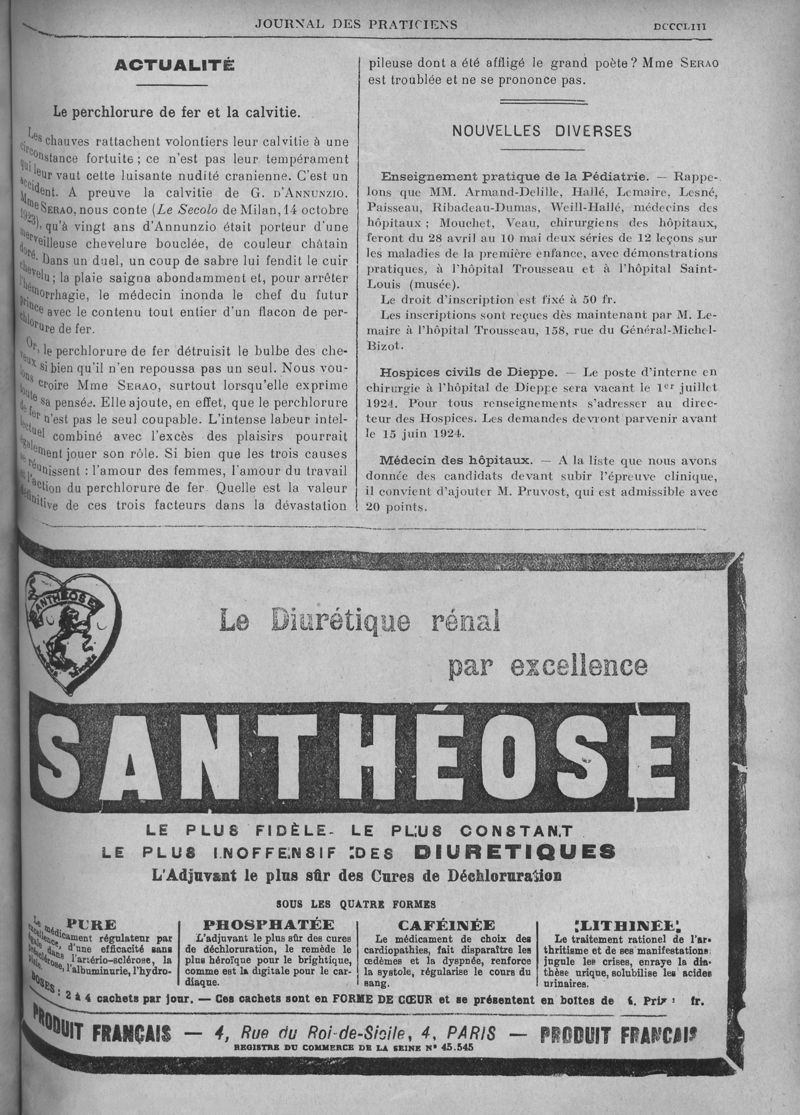 JOURNAL DES PRATICIENS
DCCCLIII
ACTUALITÉ
Le perchlorure de fer et la calvitie.
Les chauves rattachent volontiers leur calvitie à une
circonstance fortuite ; ce n'est pas leur tempérament
qui leur vaut cette luisante nudité cranienne. C'est un
accident. A preuve la calvitie de G. D'ANNUNZIO.
Mme SERAO, nous conte (Le Secolo de Milan, 14 octobre
1923), qu'à vingt ans d'Annunzio était porteur d'une
merveilleuse chevelure bouclée, de couleur châtain
doré. Dans un duel, un coup de sabre lui fendit le cuir
chevelu ; la plaie saigna abondamment et, pour arrêter
l'hémorrhagie, le médecin inonda le chef du futur
prince avec le contenu tout entier d'un flacon de per-
chlorure de fer.
Or, le perchlorure de fer détruisit le bulbe des che-
veux si bien qu'il n'en repoussa pas un seul. Nous vou-
lons croire Mme SERAO, surtout lorsqu'elle exprime
toute sa pensée. Elle ajoute, en effet, que le perchlorure
de fer n'est pas le seul coupable. L'intense labeur intel-
lectuel combiné avec l'excès des plaisirs pourrait
également jouer son rôle. Si bien que les trois causes
se réunissent : l'amour des femmes, l'amour du travail
et l'action du perchlorure de fer Quelle est la valeur
définitive de ces trois facteurs dans la dévastation
pileuse dont a été affligé le grand poète ? Mme SERAO
est troublée et ne se prononce pas.
NOUVELLES DIVERSES
Enseignement pratique de la Pédiatrie. — Rappe-
lons que MM. Armand-Delille, Hallé, Lemaire, Lesné,
Paisseau, Ribadeau-Dumas, Weill-Hallé, médecins des
hôpitaux ; Mouchet, Veau, chirurgiens des hôpitaux,
feront du 28 avril au 10 mai deux séries de 12 leçons sur
les maladies de la première enfance, avec démonstrations
pratiques, à l'hôpital Trousseau et à l'hôpital Saint-
Louis (musée).
Le droit d'inscription est fixé à 50 fr.
Les inscriptions sont reçues dès maintenant par M. Le-
maire à l'hôpital Trousseau, 158, rue du Général-Michel-
Bizot.
Hospices civils de Dieppe. — Le poste d'interne en
chirurgie à l'hôpital de Dieppe sera vacant le 1er juillet
1924. Pour tous renseignements s'adresser au direc-
teur des Hospices. Les demandes devront parvenir avant
le 15 juin 1924.
Médecin des hôpitaux. — A la liste que nous avons
donnée des candidats devant subir l'épreuve clinique,
il convient d'ajouter M. Pruvost, qui est admissible avec
20 points.
SANTHÉOSE
Le Diurétique rénal
par excellence
SANTHÉOSE
LE PLUS FIDÈLE - LE PLUS CONSTANT
LE PLUS INOFFENSIF DES DIURETIQUES
L'Adjuvant le plus sûr des Cures de Déchloruration
SOUS LES QUATRE FORMES
PURE
Le médicament régulateur par
excellence, d'une efficacité sans
égale dans l'artério-sclérose, la
l'albuminurie, l'hydro-
PHOSPHATÉE
L'adjuvant le plus sûr des cures
de déchloruration, le remède le
plus héroïque pour le brightique,
comme est la digitale pour le car-
diaque.
CAFÉINÉE
Le médicament de choix des
cardiopathies, fait disparaître les
œdèmes et la dyspnée, renforce
la systole, régularise le cours du
sang.
LITHINÉE
Le traitement rationel de l'ar-
thritisme et de ses manifestations;
jugule les crises, enraye la dia-
thèse urique, solubilise les acides
urinaires.
DOSES : 2 à 4 cachets par jour. — Ces cachets sont en FORME DE CŒUR et se présentent en boîtes de Prix : fr.
PRODUIT FRANÇAIS — 4, Rue du Roi-de-Sicile, 4, PARIS — PRODUIT FRANÇAIS
REGISTRE DU COMMERCE DE LA SEINE N° 45.545